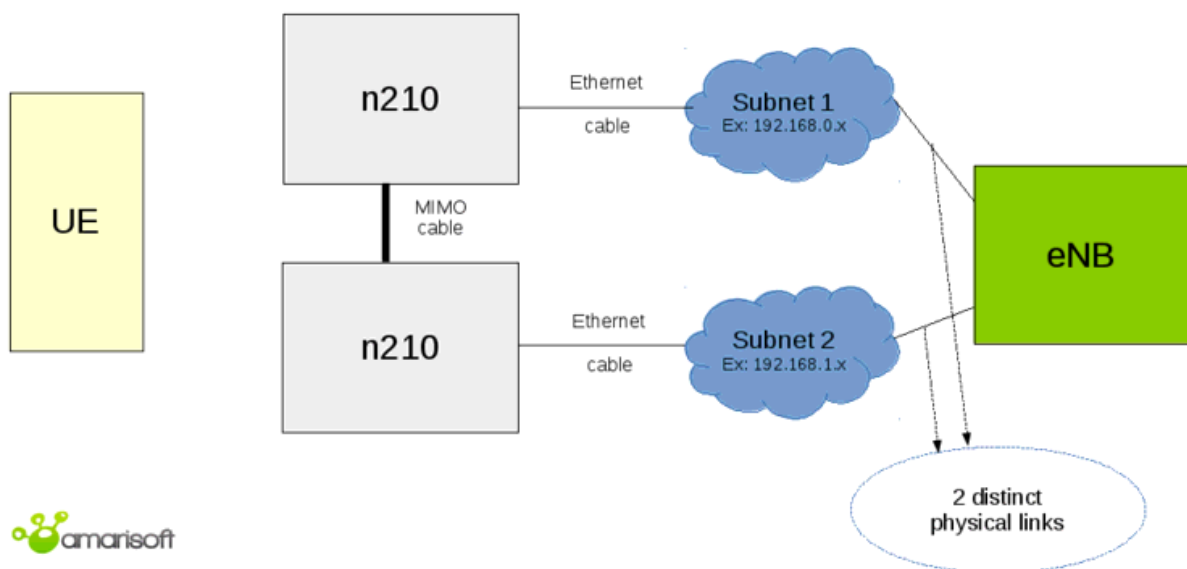 UE
n210
MIMO
cable
n210
Ethernet
cable
Subnet 1
Ex: 192.168.0.x
Ethernet
cable
Subnet 2
Ex: 192.168.1.x
eNB
2 distinct
physical links
amarisoft